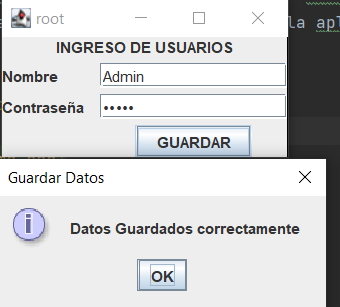 root
la apl
INGRESO DE USUARIOS
Nombre
Admin
Contraseña
•••••
GUARDAR
Guardar Datos
Datos Guardados correctamente
OK